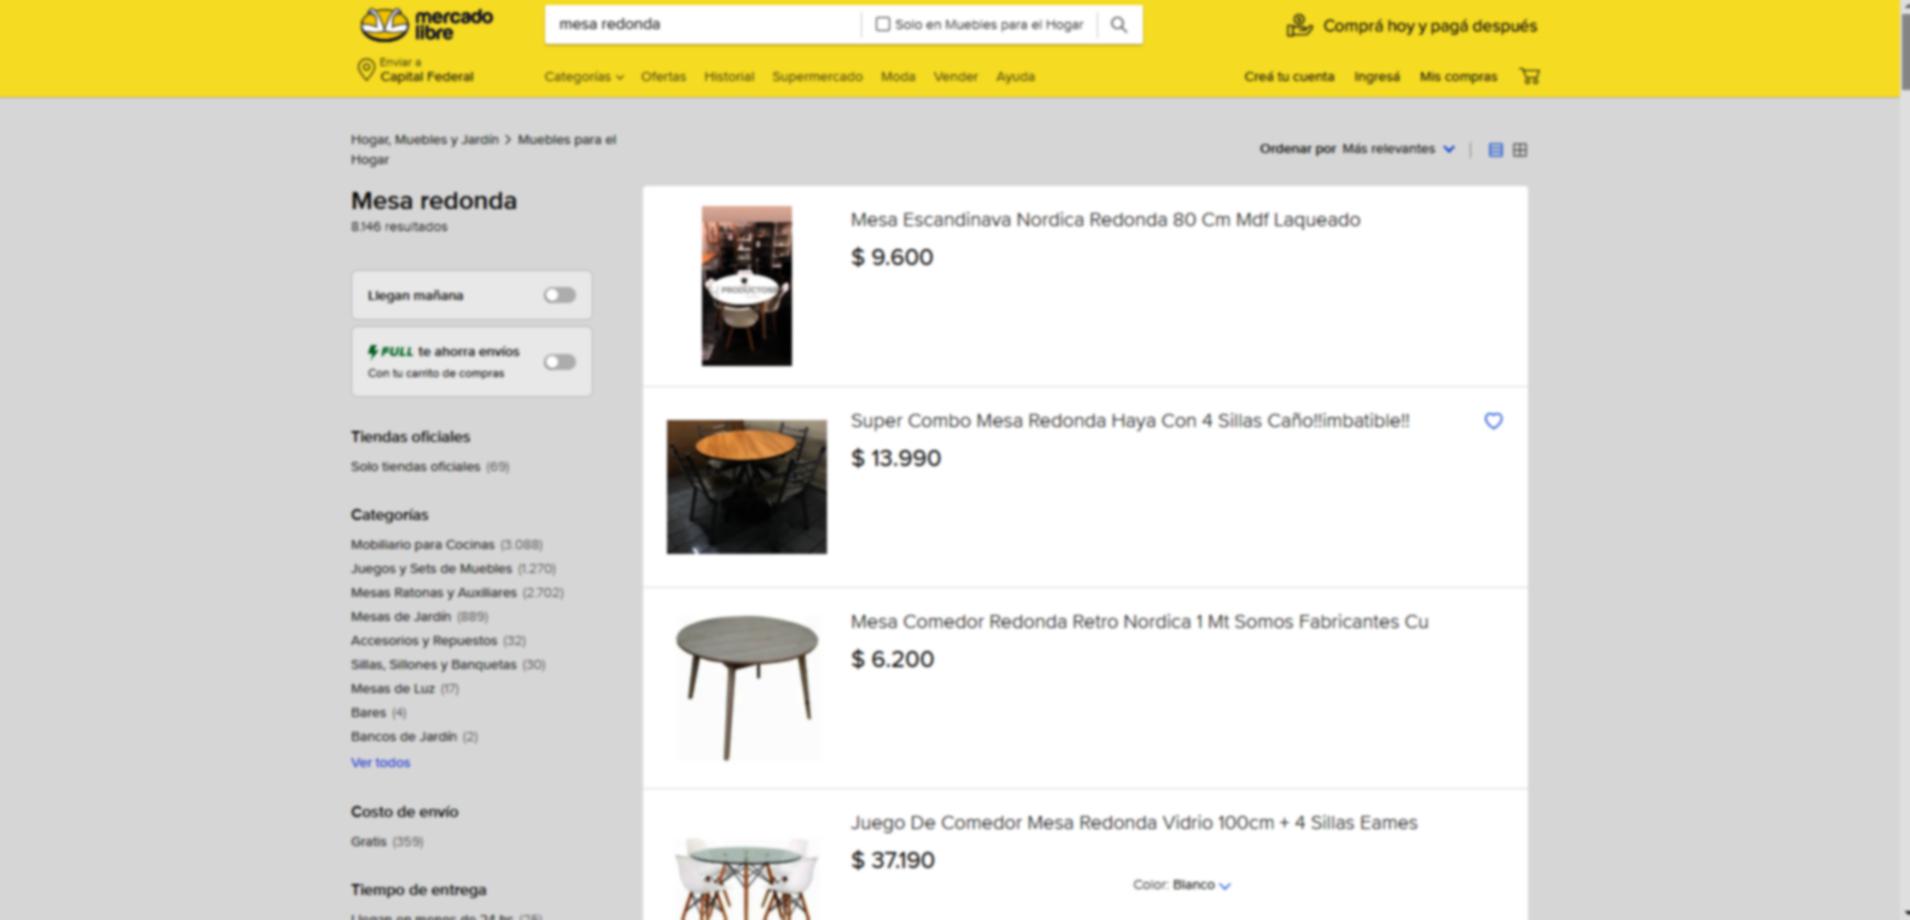 mercado
libre
mesa redonda
Solo en Muebles para el Hogar
Comprá hoy y pagá después
Enviar a
Capital Federal
Categorías
Ofertas
Historial
Supermercado
Moda
Vender
Ayuda
Creá tu cuenta
Ingresá
Mis compras
Hogar, Muebles y Jardín > Muebles para el
Hogar
Ordenar por Más relevantes
Mesa redonda
8.146 resultados
Llegan mañana
FULL te ahorra envíos
Con tu carrito de compras
Tiendas oficiales
Solo tiendas oficiales (69)
Categorías
Mobiliario para Cocinas (3.088)
Juegos y Sets de Muebles (1.270)
Mesas Ratonas y Auxiliares (2.702)
Mesas de Jardín (889)
Accesorios y Repuestos (32)
Sillas, Sillones y Banquetas (30)
Mesas de Luz (17)
Bares (4)
Bancos de Jardín (2)
Ver todos
Costo de envío
Gratis (359)
Tiempo de entrega
Mesa Escandinava Nordica Redonda 80 Cm Mdf Laqueado
$ 9.600
Super Combo Mesa Redonda Haya Con 4 Sillas Caño!!imbatible!!
$ 13.990
Mesa Comedor Redonda Retro Nordica 1 Mt Somos Fabricantes Cu
$ 6.200
Juego De Comedor Mesa Redonda Vidrio 100cm + 4 Sillas Eames
$ 37.190
Color: Blanco